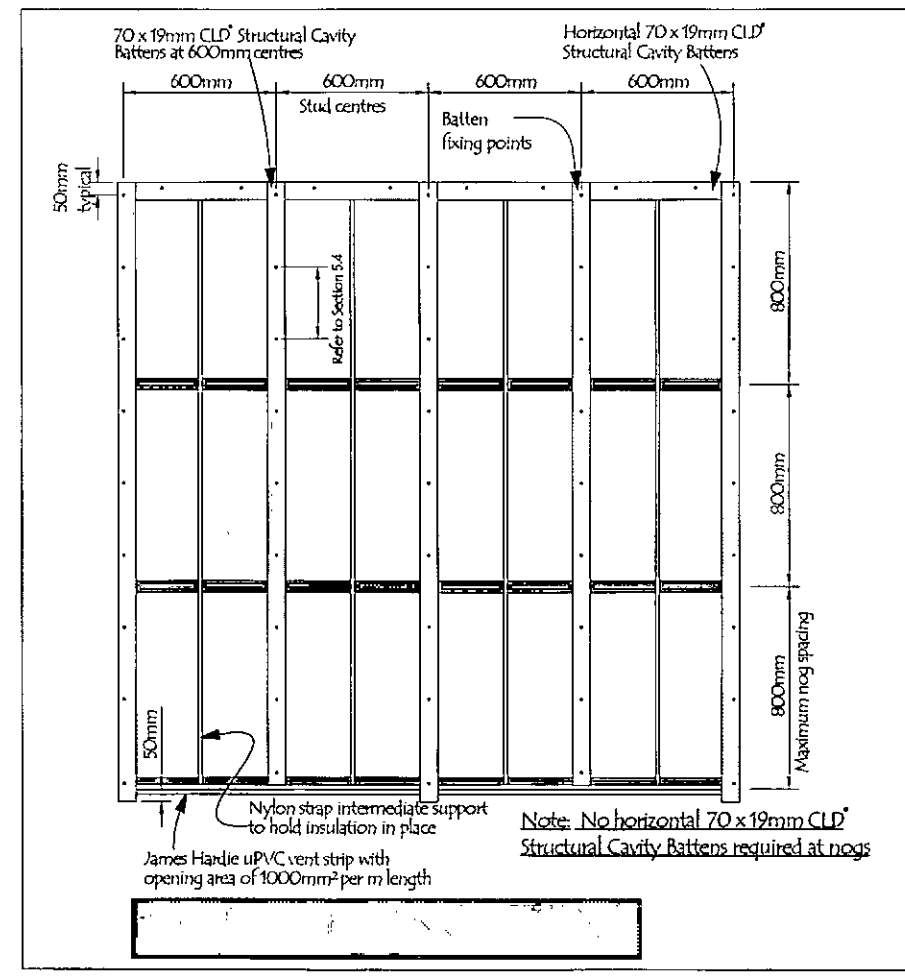 70 x 19mm CLD® Structural Cavity
Battens at 600mm centres
Horizontal 70 x 19mm CLD®
Structural Cavity Battens
600mm
600mm
600mm
600mm
Stud centres
Batten
fixing points
50mm
typical
Refer to Section 5.4
800mm
800mm
800mm
Maximum nog spacing
50mm
Nylon strap intermediate support
to hold insulation in place
James Hardie uPVC vent strip with
opening area of 1000mm² per m length
Note: No horizontal 70 x 19mm CLD®
Structural Cavity Battens required at nogs